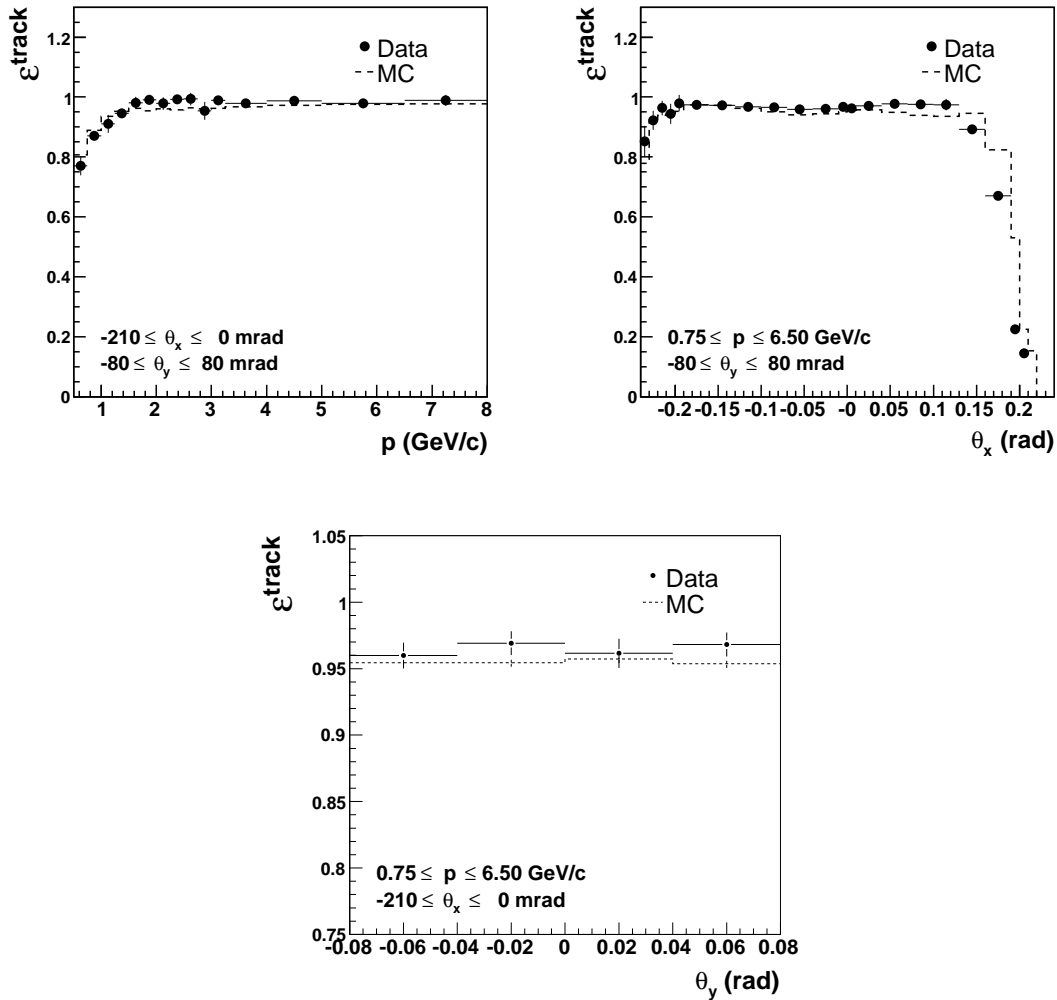 ε^track
1.2
1
0.8
0.6
0.4
0.2
0
Data
MC
-210 ≤ θ_x ≤ 0 mrad
-80 ≤ θ_y ≤ 80 mrad
1 2 3 4 5 6 7 8
p (GeV/c)
ε^track
1.2
1
0.8
0.6
0.4
0.2
0
Data
MC
0.75 ≤ p ≤ 6.50 GeV/c
-80 ≤ θ_y ≤ 80 mrad
-0.2 -0.15 -0.1 -0.05 -0 0.05 0.1 0.15 0.2
θ_x (rad)
ε^track
1.05
1
0.95
0.9
0.85
0.8
0.75
Data
MC
0.75 ≤ p ≤ 6.50 GeV/c
-210 ≤ θ_x ≤ 0 mrad
-0.08 -0.06 -0.04 -0.02 0 0.02 0.04 0.06 0.08
θ_y (rad)